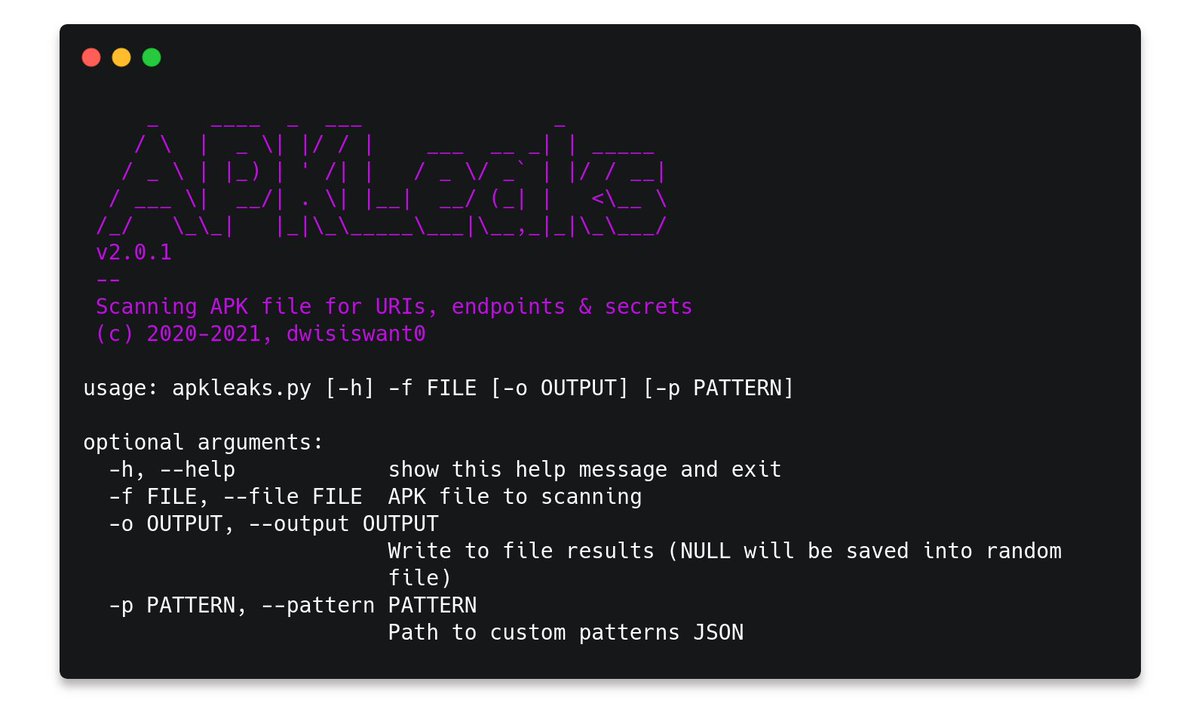 _    ____  _  ___               _
    / \  |  _ \| |/ / |    ___  __ _| | _____
   / _ \ | |_) | ' /| |   / _ \/ _` | |/ / __|
  / ___ \|  __/| . \| |__|  __/ (_| |   <\__ \
 /_/   \_\_|   |_|\_\_____\___|\__,_|_|\_\___/
 v2.0.1
 --
 Scanning APK file for URIs, endpoints & secrets
 (c) 2020-2021, dwisiswant0
usage: apkleaks.py [-h] -f FILE [-o OUTPUT] [-p PATTERN]
optional arguments:
  -h, --help            show this help message and exit
  -f FILE, --file FILE  APK file to scanning
  -o OUTPUT, --output OUTPUT
                        Write to file results (NULL will be saved into random
                        file)
  -p PATTERN, --pattern PATTERN
                        Path to custom patterns JSON